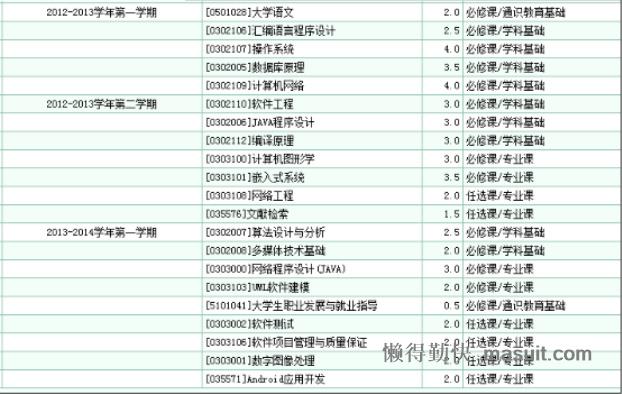 2012-2013学年第一学期 [0501028]大学语文 2.0 必修课/通识教育基础
[0302106]汇编语言程序设计 2.5 必修课/学科基础
[0302107]操作系统 4.0 必修课/学科基础
[0302005]数据库原理 3.5 必修课/学科基础
[0302109]计算机网络 4.0 必修课/学科基础
2012-2013学年第二学期 [0302110]软件工程 3.0 必修课/学科基础
[0302006]JAVA程序设计 3.0 必修课/学科基础
[0302112]编译原理 3.0 必修课/学科基础
[0303100]计算机图形学 3.0 必修课/专业课
[0303101]嵌入式系统 3.5 必修课/专业课
[0303108]网络工程 2.0 任选课/专业课
[035576]文献检索 1.5 任选课/专业课
2013-2014学年第一学期 [0302007]算法设计与分析 2.5 必修课/学科基础
[0302008]多媒体技术基础 2.0 必修课/学科基础
[0303000]网络程序设计(JAVA) 3.0 必修课/专业课
[0303103]UML软件建模 2.0 必修课/专业课
[5101041]大学生职业发展与就业指导 0.5 必修课/通识教育基础
[0303002]软件测试 2.0 任选课/专业课
[0303106]软件项目管理与质量保证 2.0 任选课/专业课
[0303001]数字图像处理 2.0 任选课/专业课
懒得勤快 masuit.com
[035571]Android应用开发 2.0 任选课/专业课